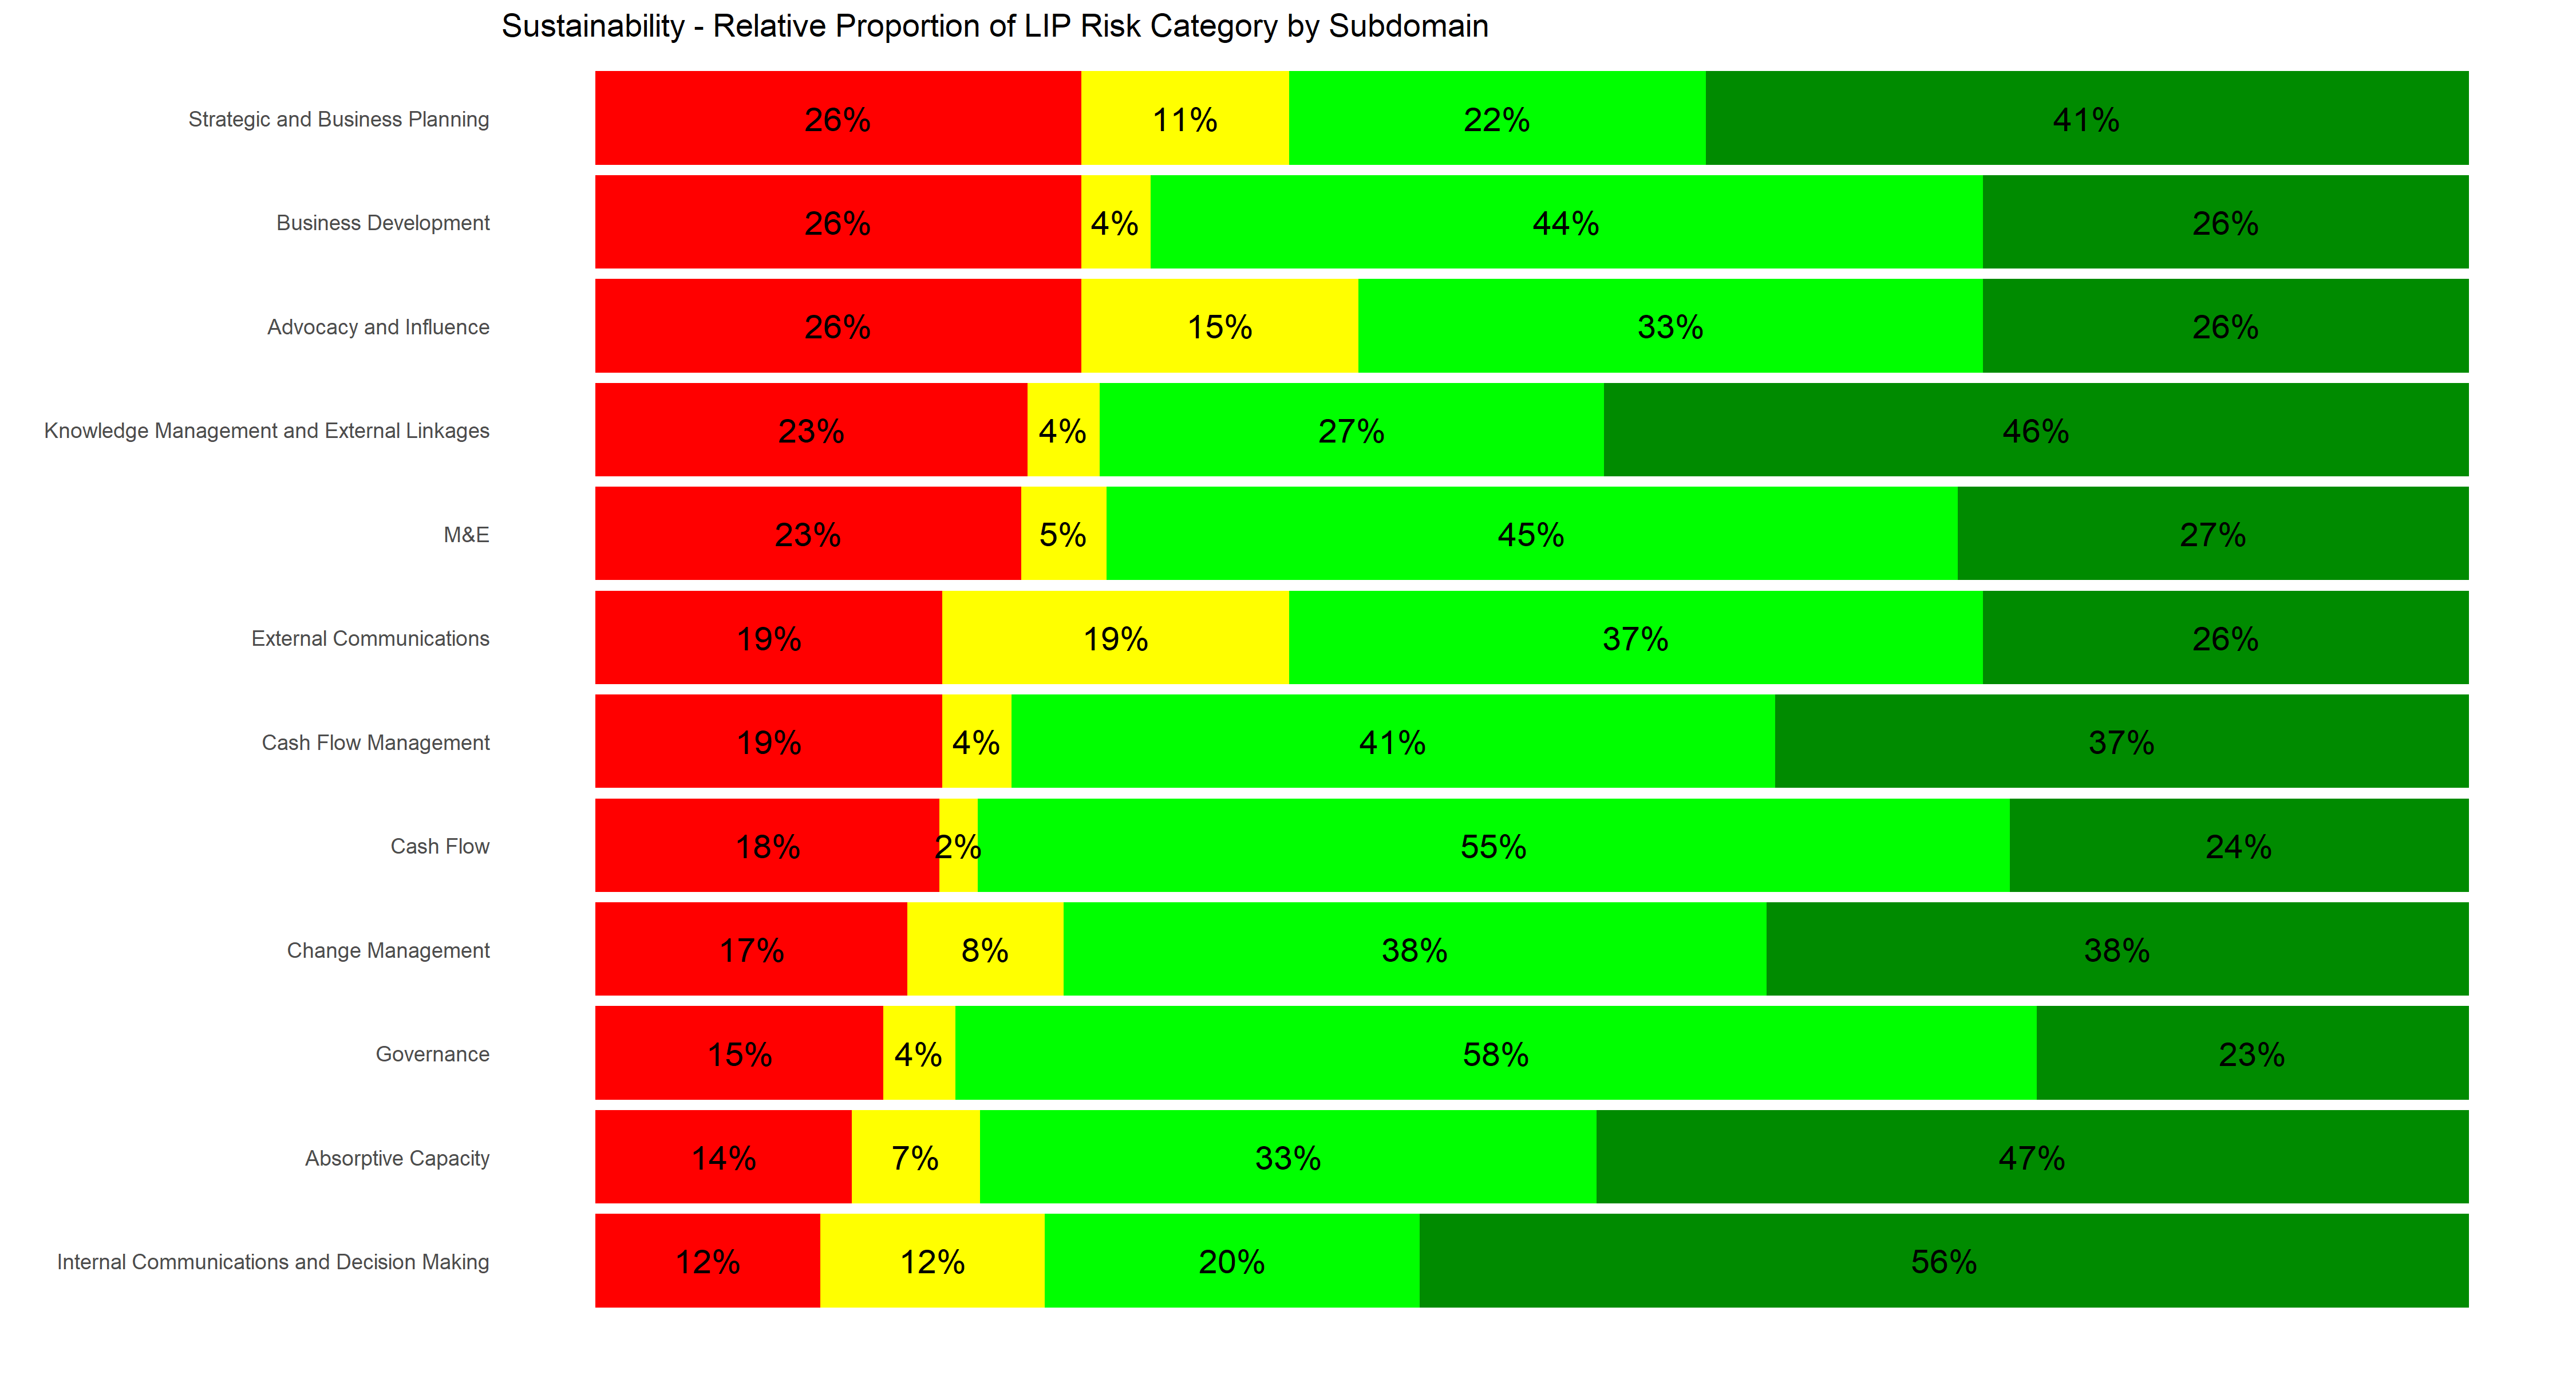 Sustainability - Relative Proportion of LIP Risk Category by Subdomain
Strategic and Business Planning 26% 11% 22% 41%
Business Development 26% 4% 44% 26%
Advocacy and Influence 26% 15% 33% 26%
Knowledge Management and External Linkages 23% 4% 27% 46%
M&E 23% 5% 45% 27%
External Communications 19% 19% 37% 26%
Cash Flow Management 19% 4% 41% 37%
Cash Flow 18% 2% 55% 24%
Change Management 17% 8% 38% 38%
Governance 15% 4% 58% 23%
Absorptive Capacity 14% 7% 33% 47%
Internal Communications and Decision Making 12% 12% 20% 56%